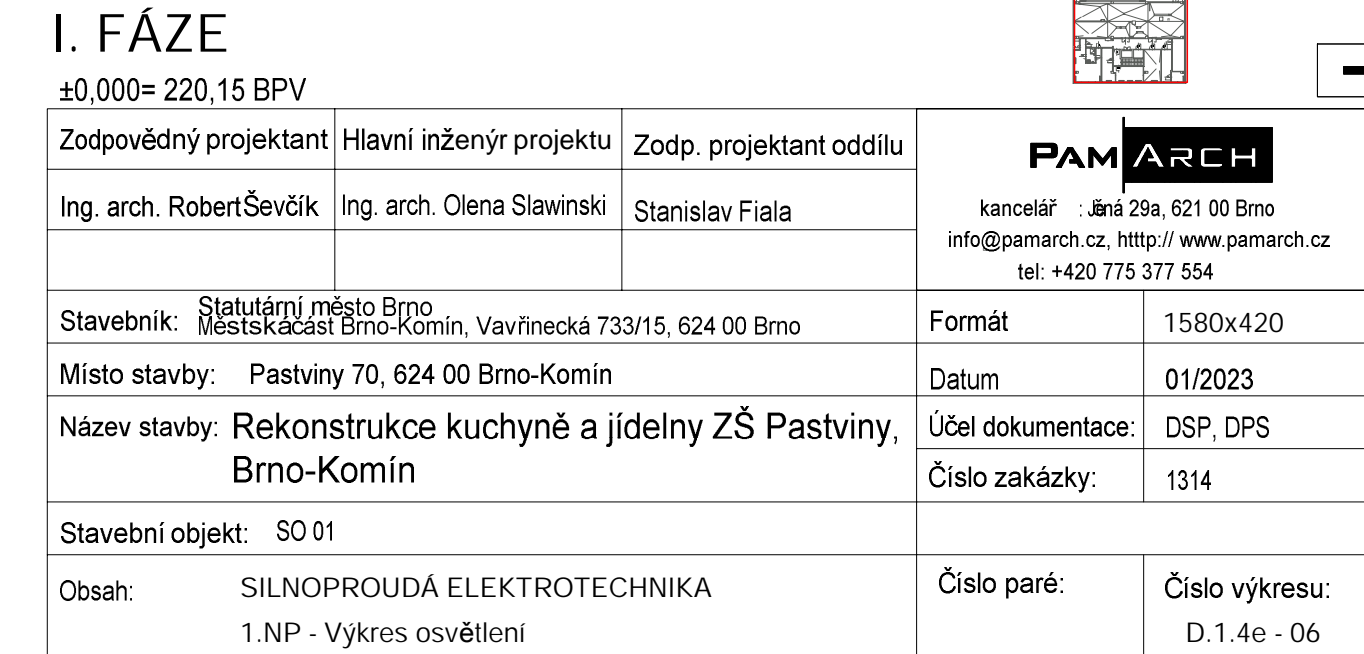 I. FÁZE
±0,000= 220,15 BPV
Zodpovědný projektant
Hlavní inženýr projektu
Zodp. projektant oddílu
Ing. arch. Robert Ševčík
Ing. arch. Olena Slawinski
Stanislav Fiala
PAM ARCH
kancelář : 29a, 621 00 Brno
info@pamarch.cz, htttp:// www.pamarch.cz
tel: +420 775 377 554
Stavebník: Statutární město Brno
Městskáčást Brno-Komín, Vavřinecká 733/15, 624 00 Brno
Formát 1580x420
Místo stavby: Pastviny 70, 624 00 Brno-Komín
Datum 01/2023
Název stavby: Rekonstrukce kuchyně a jídelny ZŠ Pastviny,
Brno-Komín
Účel dokumentace: DSP, DPS
Číslo zakázky: 1314
Stavební objekt: SO 01
Obsah: SILNOPROUDÁ ELEKTROTECHNIKA
1.NP - Výkres osvětlení
Číslo paré:
Číslo výkresu:
D.1.4e - 06